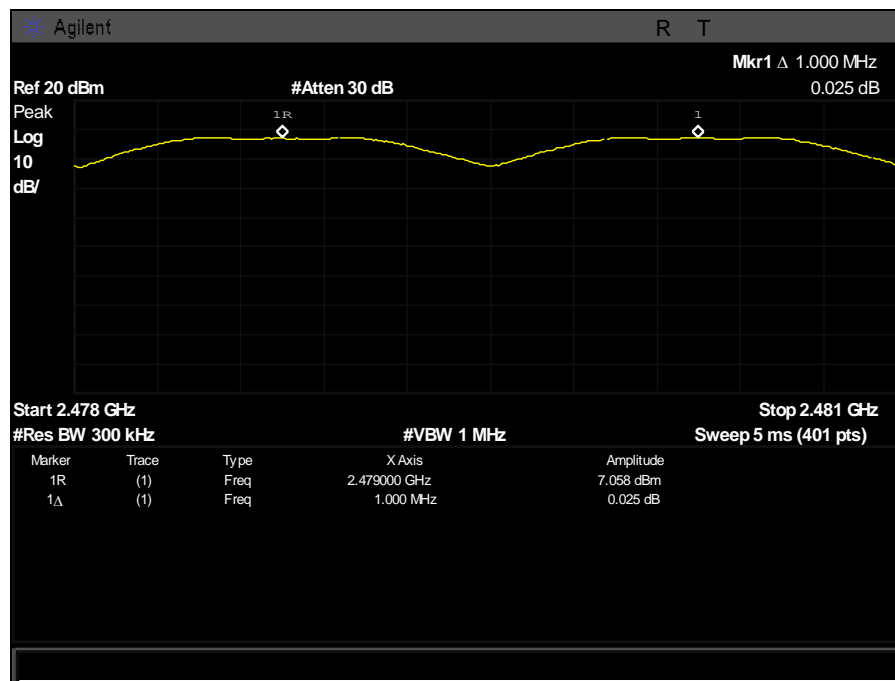 Agilent R T
Mkr1 Δ 1.000 MHz
Ref 20 dBm #Atten 30 dB 0.025 dB
Peak
Log
10
dB/
1R 1
Start 2.478 GHz Stop 2.481 GHz
#Res BW 300 kHz #VBW 1 MHz Sweep 5 ms (401 pts)
Marker Trace Type X Axis Amplitude
1R (1) Freq 2.479000 GHz 7.058 dBm
1Δ (1) Freq 1.000 MHz 0.025 dB